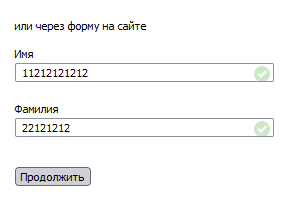 или через форму на сайте
Имя
11212121212
Фамилия
22121212
Продолжить